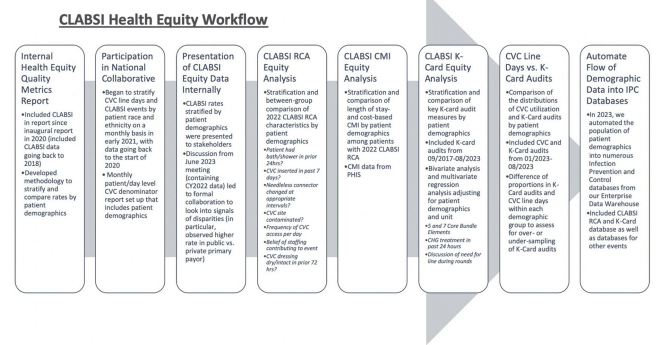 CLABSI Health Equity Workflow
Internal
Health Equity
Quality
Metrics
Report
•Included CLABSI
in report since
inaugural report
in 2020 (included
CLABSI data
going back to
2018)
•Developed
methodology to
stratify and
compare rates by
patient
demographics
Participation
in National
Collaborative
•Began to stratify
CVC line days and
CLABSI events by
patient race and
ethnicity on a
monthly basis in
early 2021, with
data going back
to the start of
2020
• Monthly
patient/day level
CVC denominator
report set up that
includes patient
demographics
Presentation
of CLABSI
Equity Data
Internally
•CLABSI rates
stratified by
patient
demographics
were presented to
stakeholders
•Discussion from
June 2023
meeting
(containing
CY2022 data) led
to formal
collaboration to
look into signals
of disparities (in
particular,
observed higher
rate in public vs.
private primary
payor)
CLABSI RCA
Equity
Analysis
•Stratification and
between-group
comparison of
2022 CLABSI RCA
characteristics by
patient
demographics
•Patient had
bath/shower in prior
24hrs?
•CVC inserted in past 7
days?
•Needleless connector
changed at
appropriate
intervals?
•CVC site
contaminated?
•Frequency of CVC
access per day
•Belief of staffing
contributing to event
•CVC dressing
dry/intact in prior 72
hrs?
CLABSI CMI
Equity
Analysis
•Stratification and
comparison of
length of stay-
and cost-based
CMI by patient
demographics
among patients
with 2022 CLABSI
RCA
•CMI data from
PHIS
CLABSI K-
Card Equity
Analysis
•Stratification and
comparison of
key K-card audit
measures by
patient
demographics
•Included K-card
audits from
09/2017-08/2023
•Bivariate analysis
and multivariate
regression
analysis adjusting
for patient
demographics
and unit
•5 and 7 Core Bundle
Elements
•CHG treatment in
past 24 hours
•Discussion of need for
line during rounds
CVC Line
Days vs. K-
Card Audits
•Comparison of
the distributions
of CVC utilization
and K-card audits
by patient
demographics
•Included CVC and
K-card audits
from 01/2023-
08/2023
•Difference of
proportions in K-
card audits and
CVC line days
within each
demographic
group to assess
for over- or
under-sampling
of K-Card audits
Automate
Flow of
Demographic
Data into IPC
Databases
•In 2023, we
automated the
population of
patient
demographics
into numerous
Infection
Prevention and
Control
databases from
our Enterprise
Data Warehouse
•Included CLABSI
RCA and K-Card
database as well
as databases for
other events